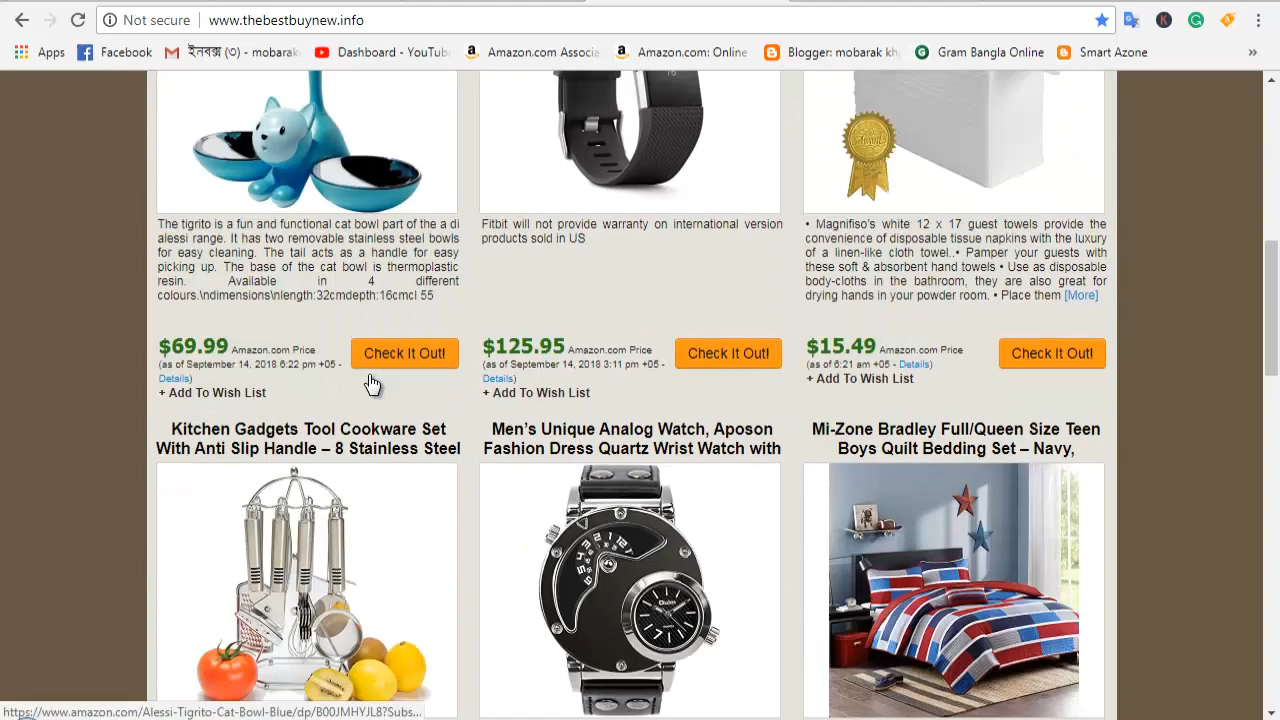 Not secure | www.thebestbuynew.info
Apps Facebook ইনবক্স (৩) - mobarak Dashboard - YouTub Amazon.com Associa Amazon.com: Online Blogger: mobarak kh Gram Bangla Online Smart Azone »
The tigrito is a fun and functional cat bowl part of the a di
alessi range. It has two removable stainless steel bowls
for easy cleaning. The tail acts as a handle for easy
picking up. The base of the cat bowl is thermoplastic
resin. Available in 4 different
colours.\ndimensions\nlength:32cmdepth:16cmcl 55
$69.99 Amazon.com Price
(as of September 14, 2018 6:22 pm +05 -
Details)
+ Add To Wish List
Check It Out!
Fitbit will not provide warranty on international version
products sold in US
$125.95 Amazon.com Price
(as of September 14, 2018 3:11 pm +05 -
Details)
+ Add To Wish List
Check It Out!
• Magnifiso's white 12 x 17 guest towels provide the
convenience of disposable tissue napkins with the luxury
of a linen-like cloth towel..• Pamper your guests with
these soft & absorbent hand towels • Use as disposable
body-cloths in the bathroom, they are also great for
drying hands in your powder room. • Place them [More]
$15.49 Amazon.com Price
(as of 6:21 am +05 - Details)
+ Add To Wish List
Check It Out!
Kitchen Gadgets Tool Cookware Set
With Anti Slip Handle – 8 Stainless Steel
Men's Unique Analog Watch, Aposon
Fashion Dress Quartz Wrist Watch with
Mi-Zone Bradley Full/Queen Size Teen
Boys Quilt Bedding Set – Navy,
https://www.amazon.com/Alessi-Tigrito-Cat-Bowl-Blue/dp/B00JMHYJL8?Subs...